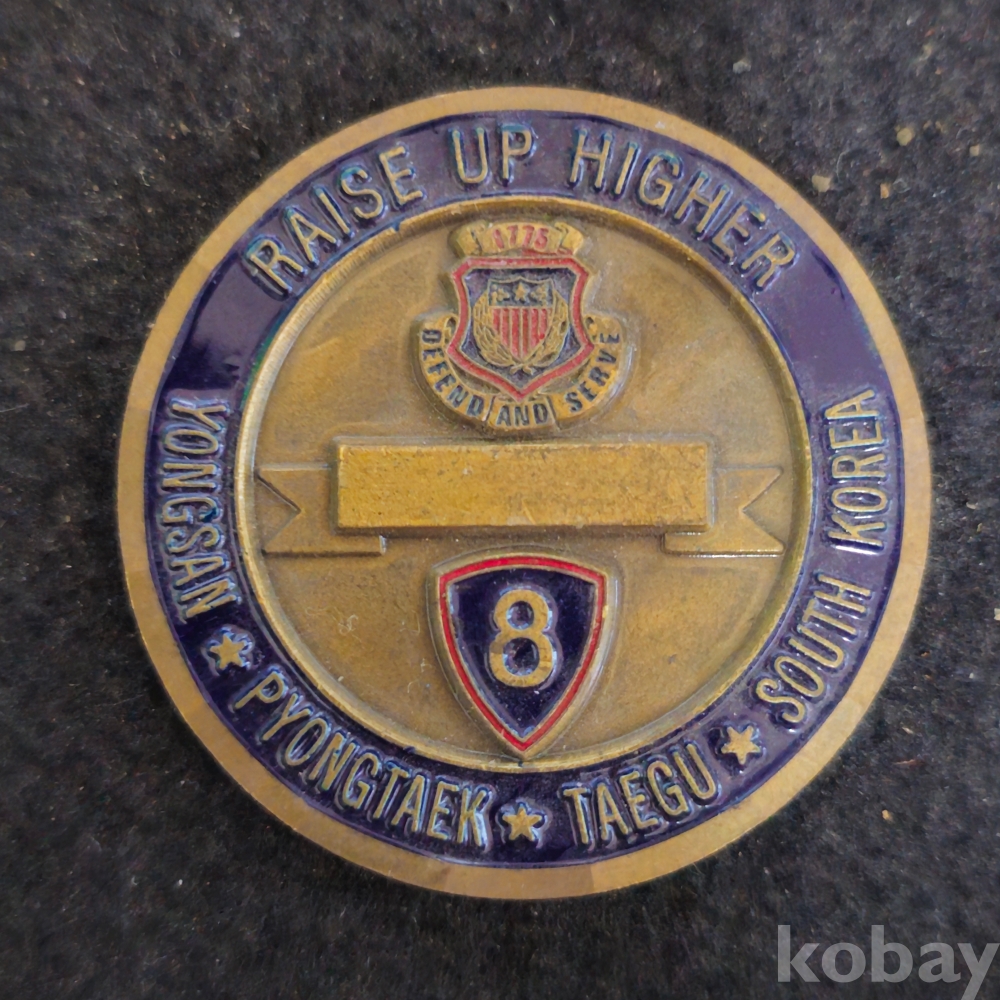 RAISE UP HIGHER
1775
DEFEND AND SERVE
8
YONGSAN ★ PYONGTAEK ★ TAEGU ★ SOUTH KOREA
kobay